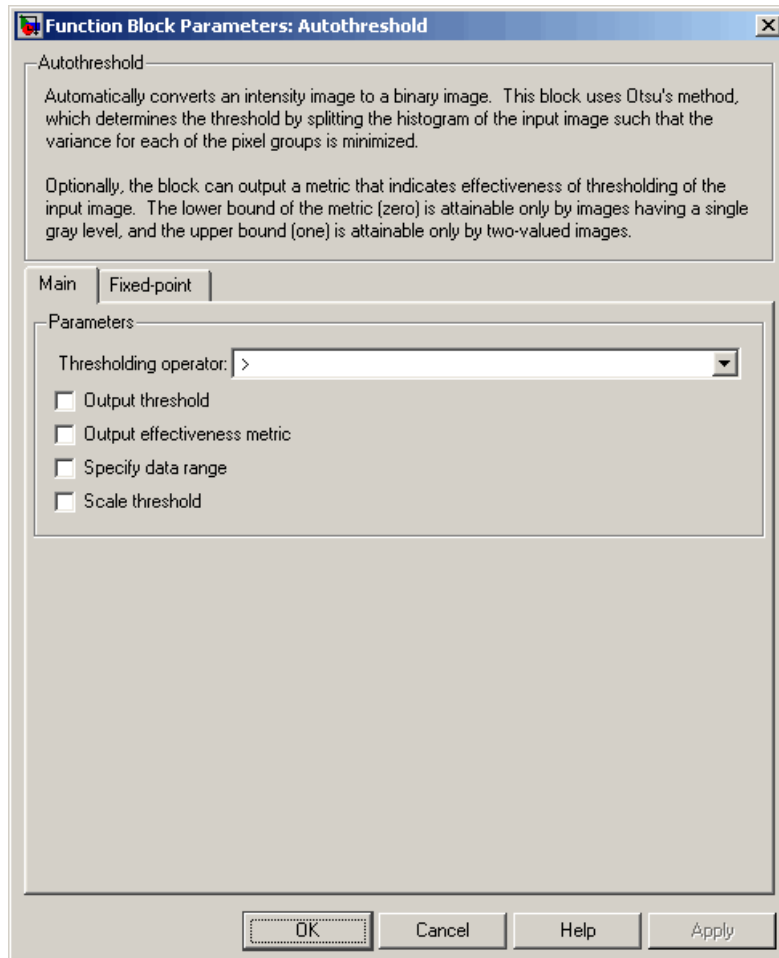 Function Block Parameters: Autothreshold
Autothreshold
Automatically converts an intensity image to a binary image.  This block uses Otsu's method,
which determines the threshold by splitting the histogram of the input image such that the
variance for each of the pixel groups is minimized.
Optionally, the block can output a metric that indicates effectiveness of thresholding of the
input image.  The lower bound of the metric (zero) is attainable only by images having a single
gray level, and the upper bound (one) is attainable only by two-valued images.
Main Fixed-point
Parameters
Thresholding operator: >
Output threshold
Output effectiveness metric
Specify data range
Scale threshold
OK Cancel Help Apply